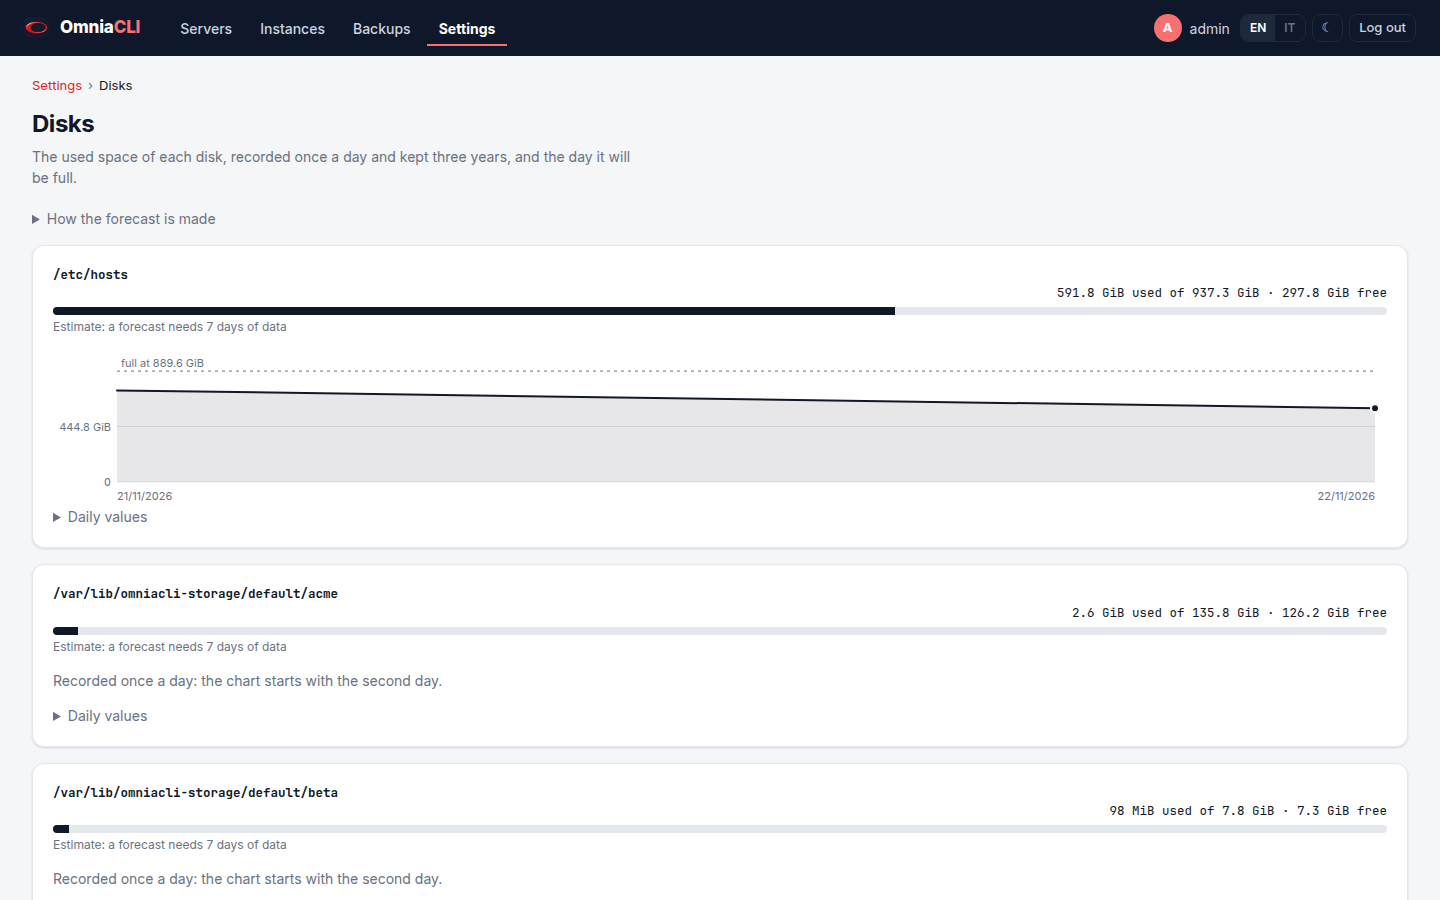 OmniaCLI Servers Instances Backups Settings A admin EN IT ☾ Log out
Settings › Disks
Disks
The used space of each disk, recorded once a day and kept three years, and the day it will
be full.
▶ How the forecast is made
/etc/hosts
591.8 GiB used of 937.3 GiB · 297.8 GiB free
Estimate: a forecast needs 7 days of data
full at 889.6 GiB
444.8 GiB
0
21/11/2026 22/11/2026
▶ Daily values
/var/lib/omniacli-storage/default/acme
2.6 GiB used of 135.8 GiB · 126.2 GiB free
Estimate: a forecast needs 7 days of data
Recorded once a day: the chart starts with the second day.
▶ Daily values
/var/lib/omniacli-storage/default/beta
98 MiB used of 7.8 GiB · 7.3 GiB free
Estimate: a forecast needs 7 days of data
Recorded once a day: the chart starts with the second day.